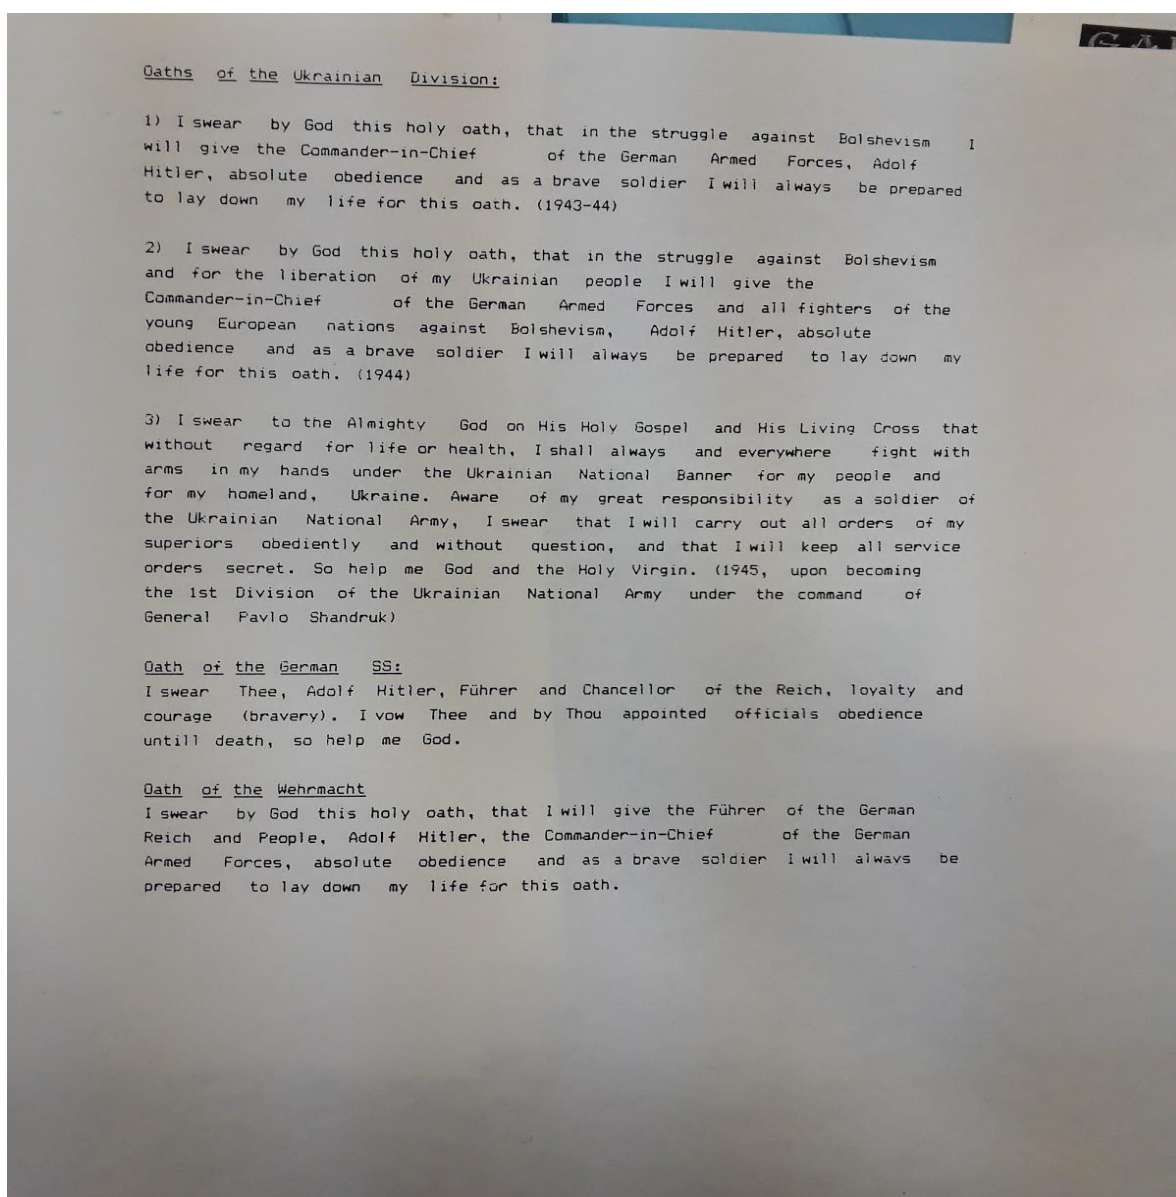 Oaths of the Ukrainian Division:
1) I swear by God this holy oath, that in the struggle against Bolshevism I
will give the Commander-in-Chief of the German Armed Forces, Adolf
Hitler, absolute obedience and as a brave soldier I will always be prepared
to lay down my life for this oath. (1943-44)
2) I swear by God this holy oath, that in the struggle against Bolshevism
and for the liberation of my Ukrainian people I will give the
Commander-in-Chief of the German Armed Forces and all fighters of the
young European nations against Bolshevism, Adolf Hitler, absolute
obedience and as a brave soldier I will always be prepared to lay down my
life for this oath. (1944)
3) I swear to the Almighty God on His Holy Gospel and His Living Cross that
without regard for life or health, I shall always and everywhere fight with
arms in my hands under the Ukrainian National Banner for my people and
for my homeland, Ukraine. Aware of my great responsibility as a soldier of
the Ukrainian National Army, I swear that I will carry out all orders of my
superiors obediently and without question, and that I will keep all service
orders secret. So help me God and the Holy Virgin. (1945, upon becoming
the 1st Division of the Ukrainian National Army under the command of
General Pavlo Shandruk)
Oath of the German SS:
I swear Thee, Adolf Hitler, Führer and Chancellor of the Reich, loyalty and
courage (bravery). I vow Thee and by Thou appointed officials obedience
untill death, so help me God.
Oath of the Wehrmacht
I swear by God this holy oath, that I will give the Führer of the German
Reich and People, Adolf Hitler, the Commander-in-Chief of the German
Armed Forces, absolute obedience and as a brave soldier I will always be
prepared to lay down my life for this oath.